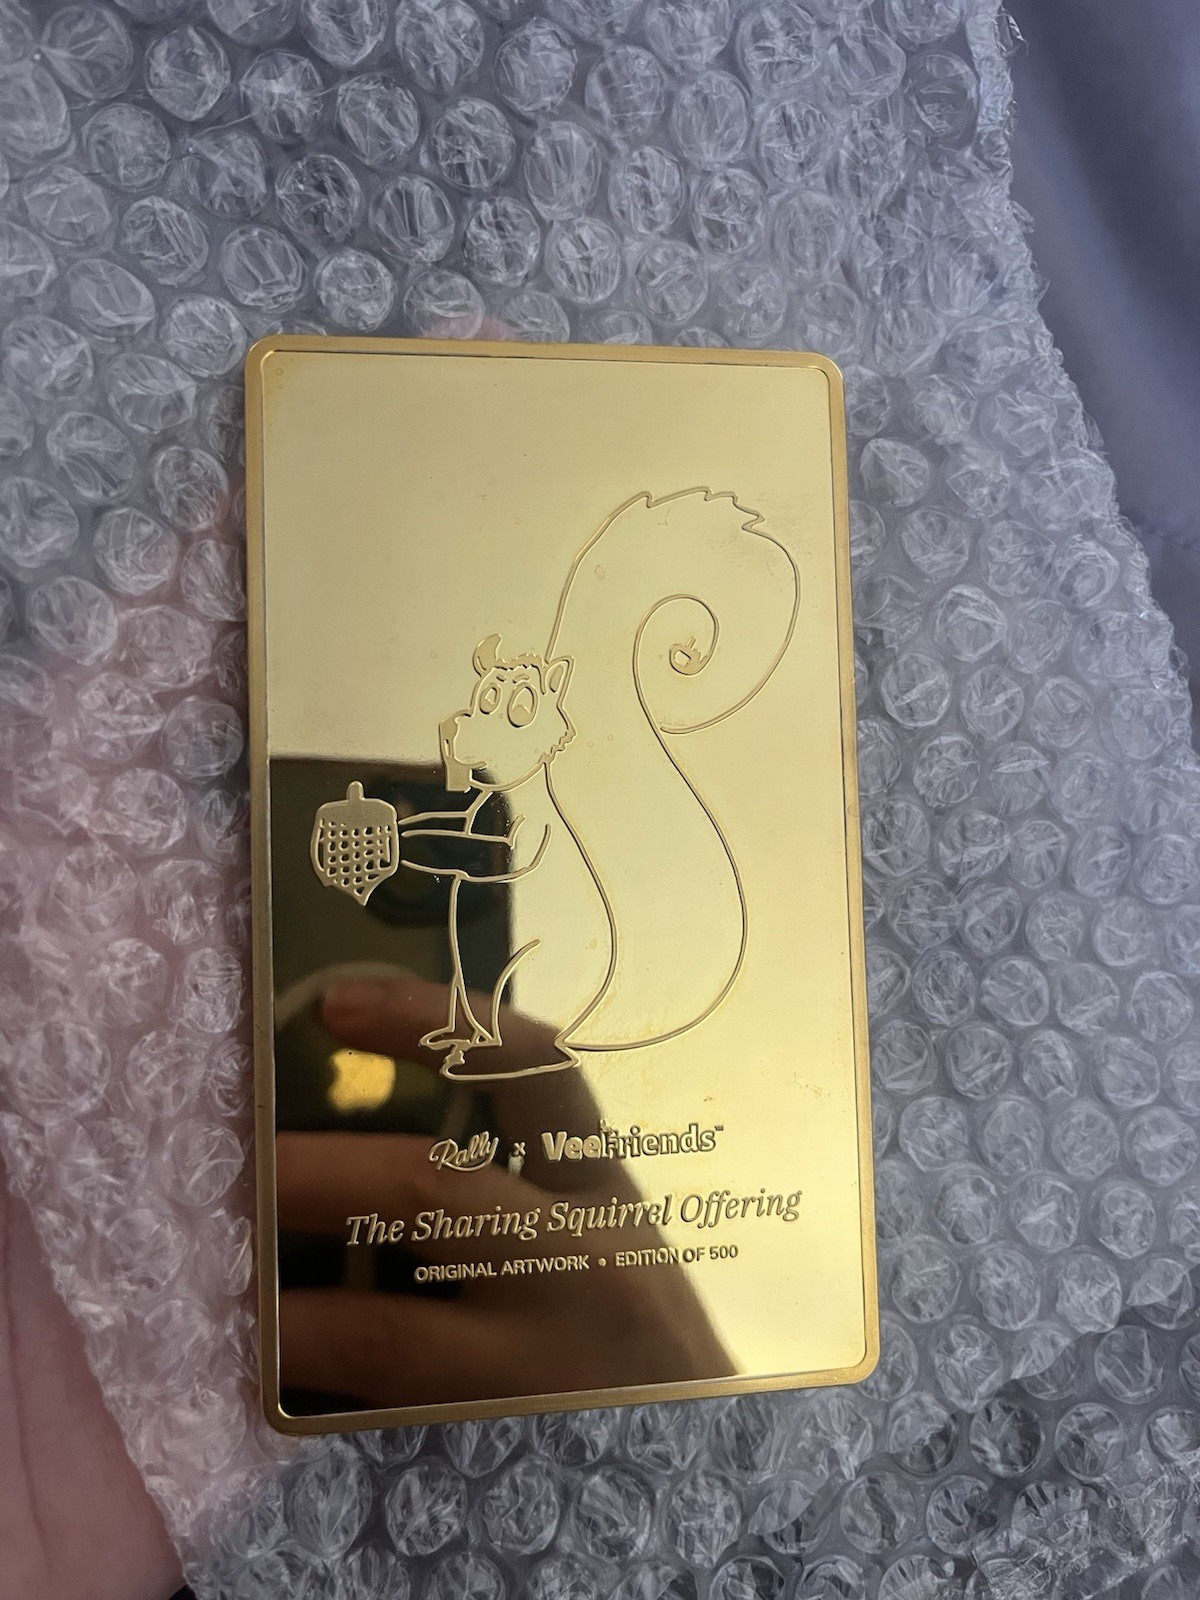 Rally x VeeFriends™
The Sharing Squirrel Offering
ORIGINAL ARTWORK • EDITION OF 500